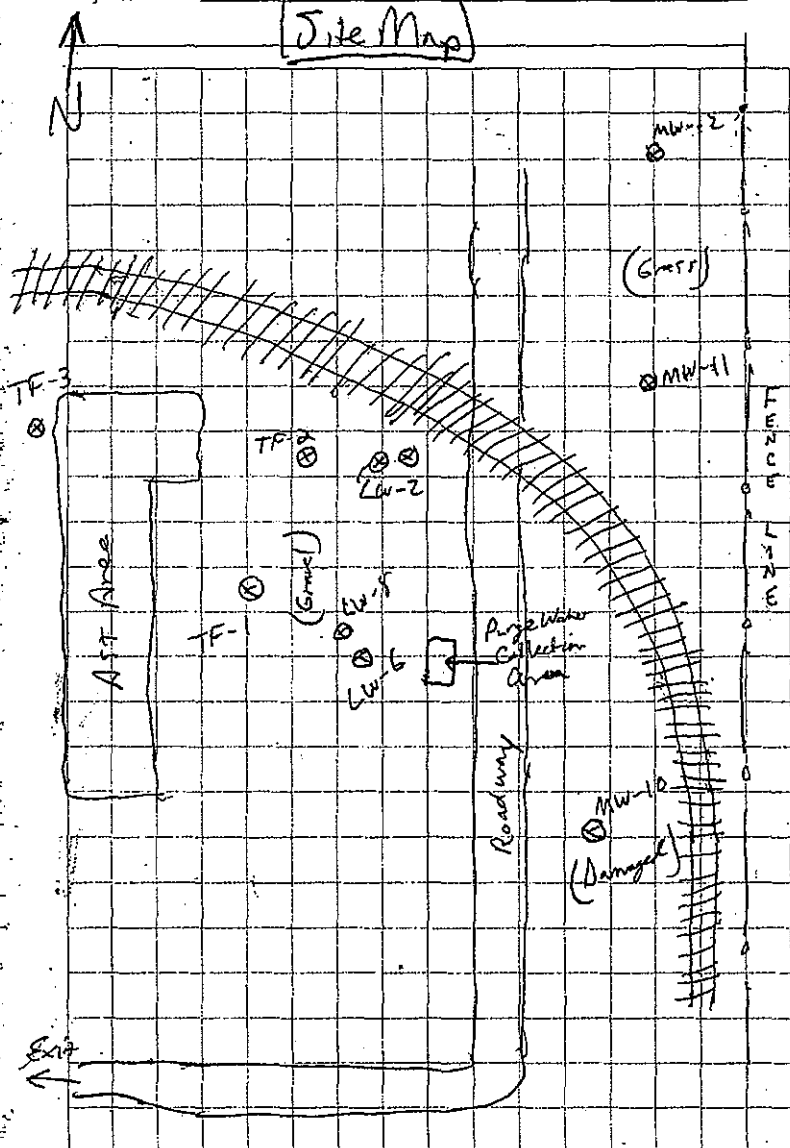 Site Map
N
MW-2
(Grass)
MW-11
TF-3
TF-2
LW-2
FENCE LINE
AST Area
(Gravel)
TF-1
LW-8
LW-6
Purge Water
Collection
Area
Roadway
MW-10
(Damaged)
Exit